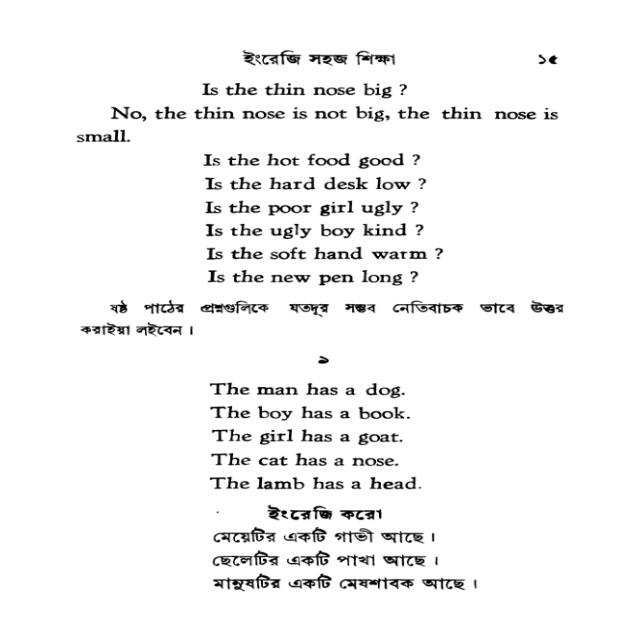 ইংরেজি সহজ শিক্ষা ১৫
Is the thin nose big ?
No, the thin nose is not big, the thin nose is
small.
Is the hot food good ?
Is the hard desk low ?
Is the poor girl ugly ?
Is the ugly boy kind ?
Is the soft hand warm ?
Is the new pen long ?
ষষ্ঠ পাঠের প্রশ্নগুলিকে যতদূর সম্ভব নেতিবাচক ভাবে উত্তর
করাইয়া লইবেন ।
৯
The man has a dog.
The boy has a book.
The girl has a goat.
The cat has a nose.
The lamb has a head.
ইংরেজি করো
মেয়েটির একটি গাভী আছে ।
ছেলেটির একটি পাখা আছে ।
মানুষটির একটি মেষশাবক আছে ।